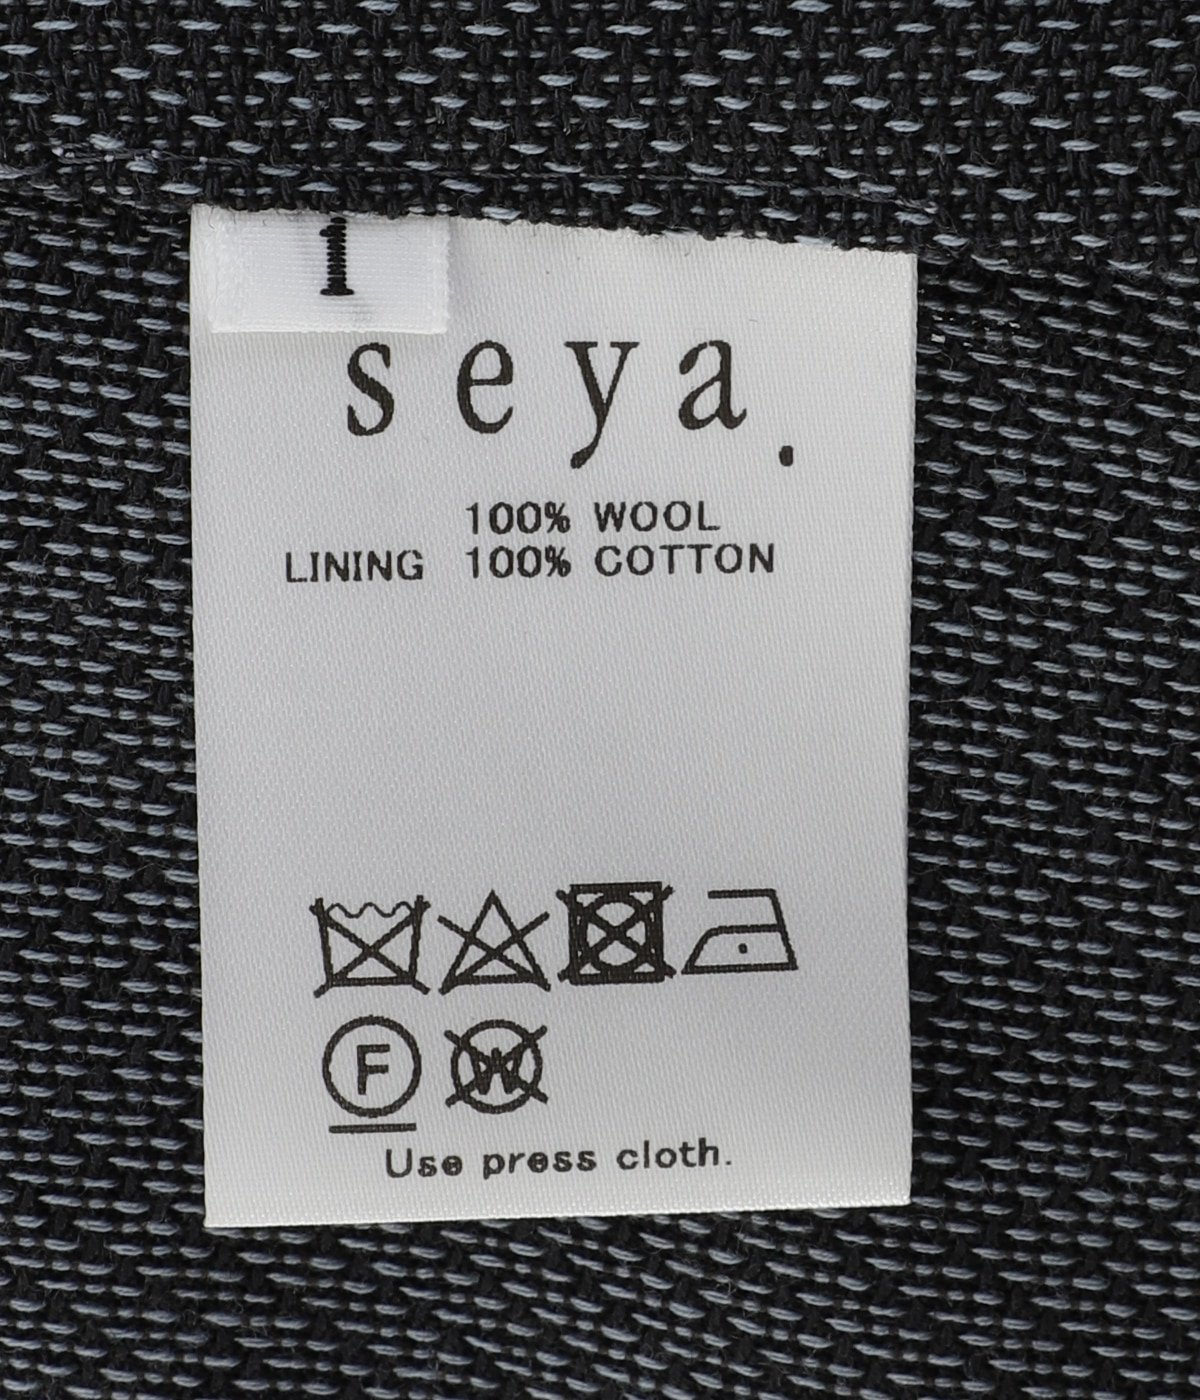 1
seya.
100% WOOL
LINING 100% COTTON
F W
Use press cloth.